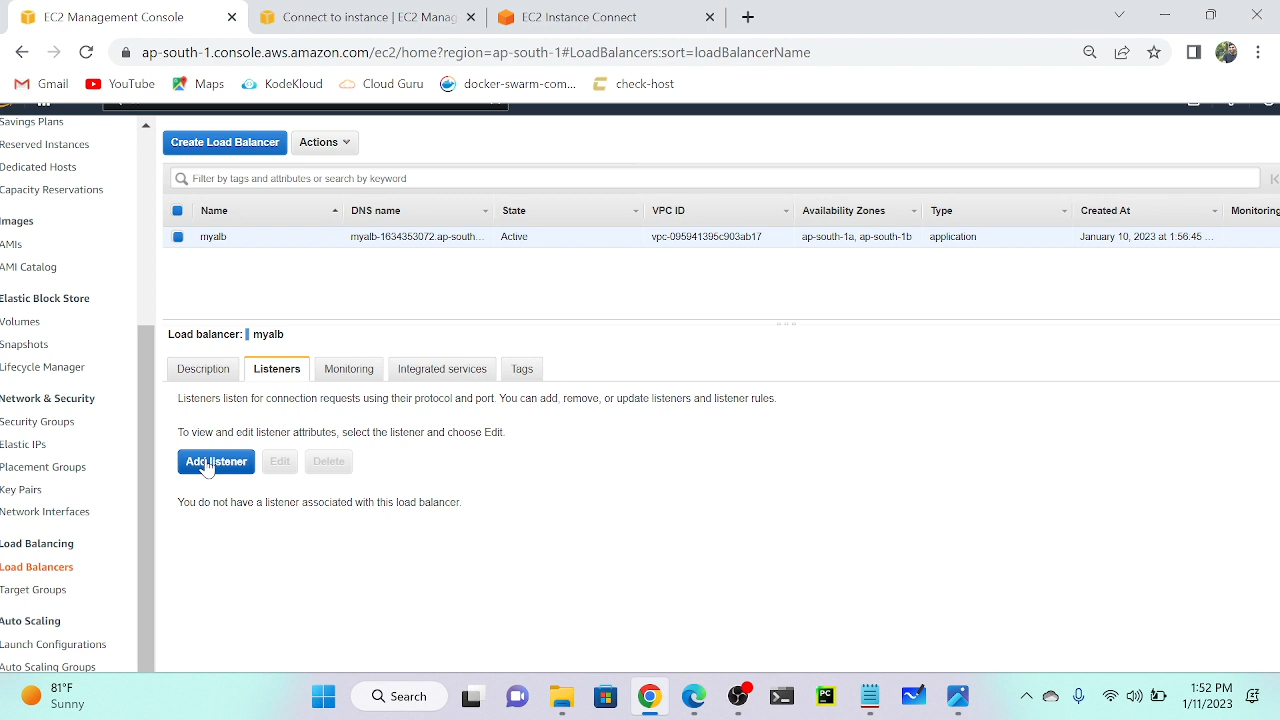 EC2 Management Console
Connect to instance | EC2 Manag
EC2 Instance Connect
ap-south-1.console.aws.amazon.com/ec2/home?region=ap-south-1#LoadBalancers:sort=loadBalancerName
Gmail
YouTube
Maps
KodeKloud
Cloud Guru
docker-swarm-com...
check-host
Savings Plans
Reserved Instances
Dedicated Hosts
Capacity Reservations
Images
AMIs
AMI Catalog
Elastic Block Store
Volumes
Snapshots
Lifecycle Manager
Network & Security
Security Groups
Elastic IPs
Placement Groups
Key Pairs
Network Interfaces
Load Balancing
Load Balancers
Target Groups
Auto Scaling
Launch Configurations
Auto Scaling Groups
Create Load Balancer
Actions
Filter by tags and attributes or search by keyword
Name DNS name State VPC ID Availability Zones Type Created At Monitoring
myalb myalb-1634353072.ap-south... Active vpc-095941395c903ab17 ap-south-1a, ap-south-1b application January 10, 2023 at 1:56:45 ...
Load balancer: myalb
Description
Listeners
Monitoring
Integrated services
Tags
Listeners listen for connection requests using their protocol and port. You can add, remove, or update listeners and listener rules.
To view and edit listener attributes, select the listener and choose Edit.
Add listener
Edit
Delete
You do not have a listener associated with this load balancer.
81°F
Sunny
Search
PC
1:52 PM
1/11/2023